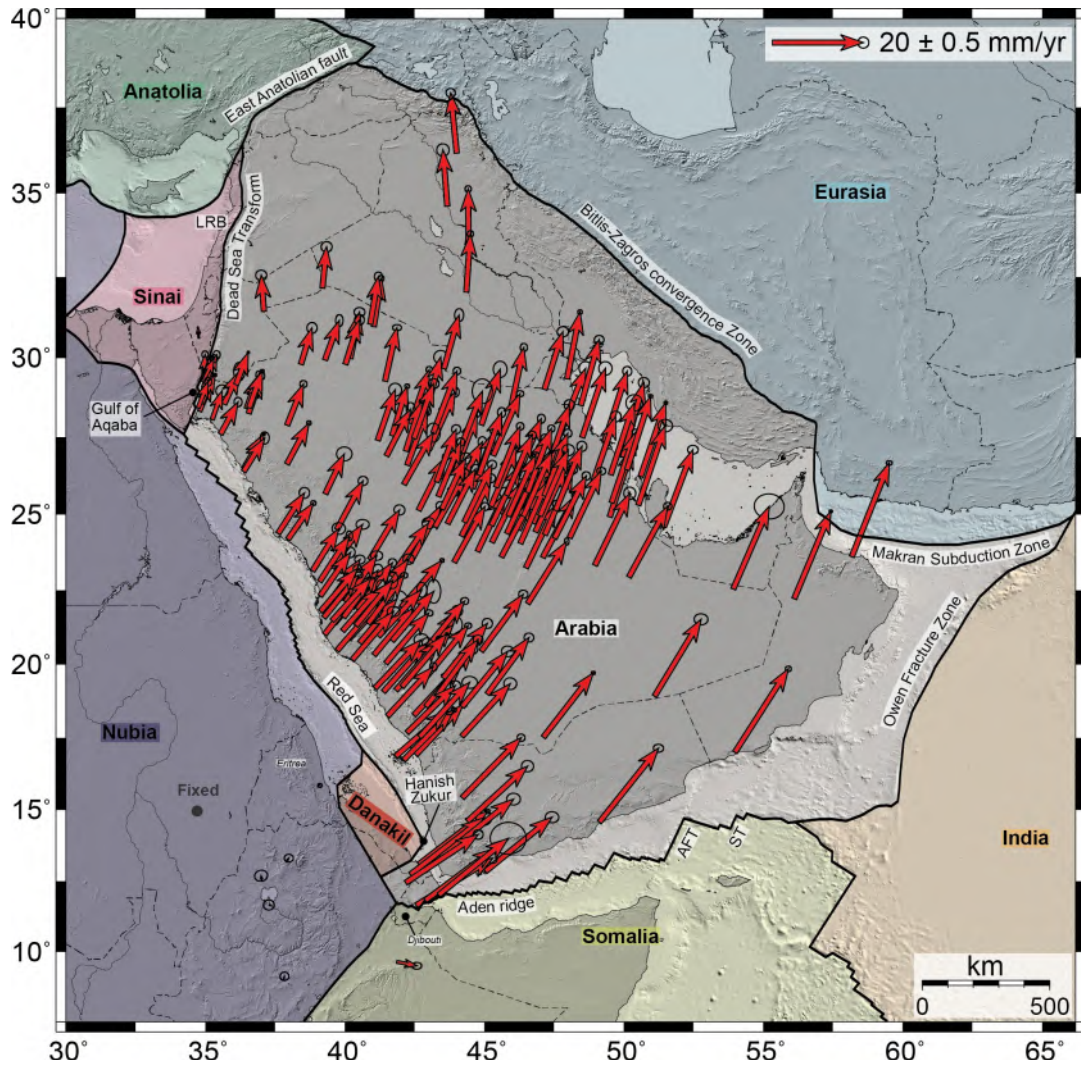 40°
35°
30°
25°
20°
15°
10°
20 ± 0.5 mm/yr
Anatolia
East Anatolian fault
Eurasia
LRB
Dead Sea Transform
Bitlis-Zagros convergence Zone
Sinai
Gulf of
Aqaba
Makran Subduction Zone
Arabia
Owen Fracture Zone
Red Sea
Nubia
Eritrea
Fixed
Hanish
Zukur
Danakil
AFT
ST
India
Aden ridge
Djibouti
Somalia
km
0
500
30°
35°
40°
45°
50°
55°
60°
65°